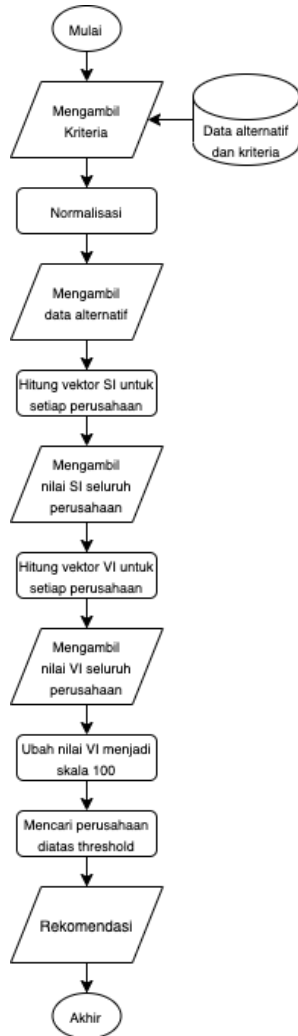 Mulai
Mengambil
Kriteria
Data alternatif
dan kriteria
Normalisasi
Mengambil
data alternatif
Hitung vektor SI untuk
setiap perusahaan
Mengambil
nilai SI seluruh
perusahaan
Hitung vektor VI untuk
setiap perusahaan
Mengambil
nilai VI seluruh
perusahaan
Ubah nilai VI menjadi
skala 100
Mencari perusahaan
diatas threshold
Rekomendasi
Akhir